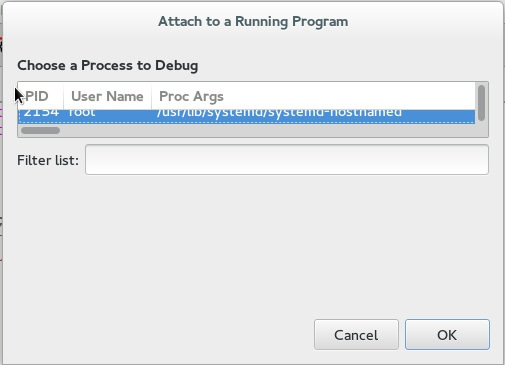 Attach to a Running Program
Choose a Process to Debug
PID User Name Proc Args
2154 root /usr/lib/systemd/systemd-hostnamed
Filter list:
Cancel OK